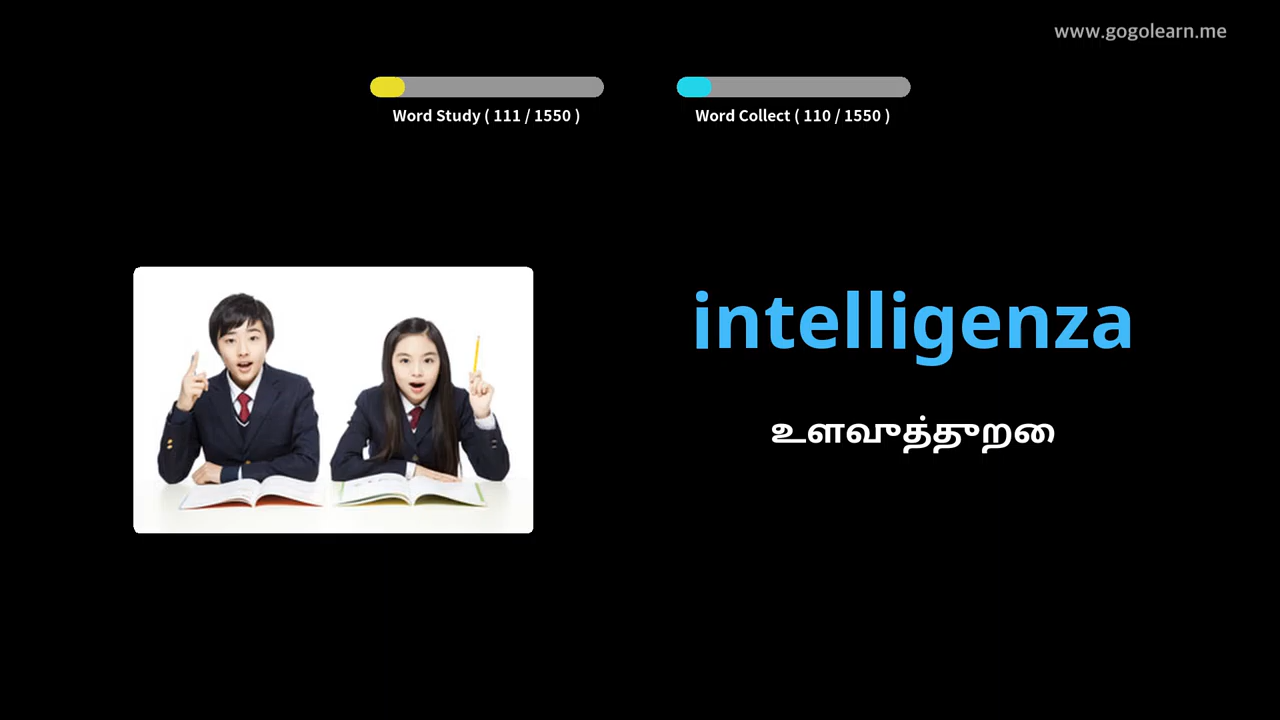 www.gogolearn.me
Word Study ( 111 / 1550 )
Word Collect ( 110 / 1550 )
intelligenza
உளவுத்துறை